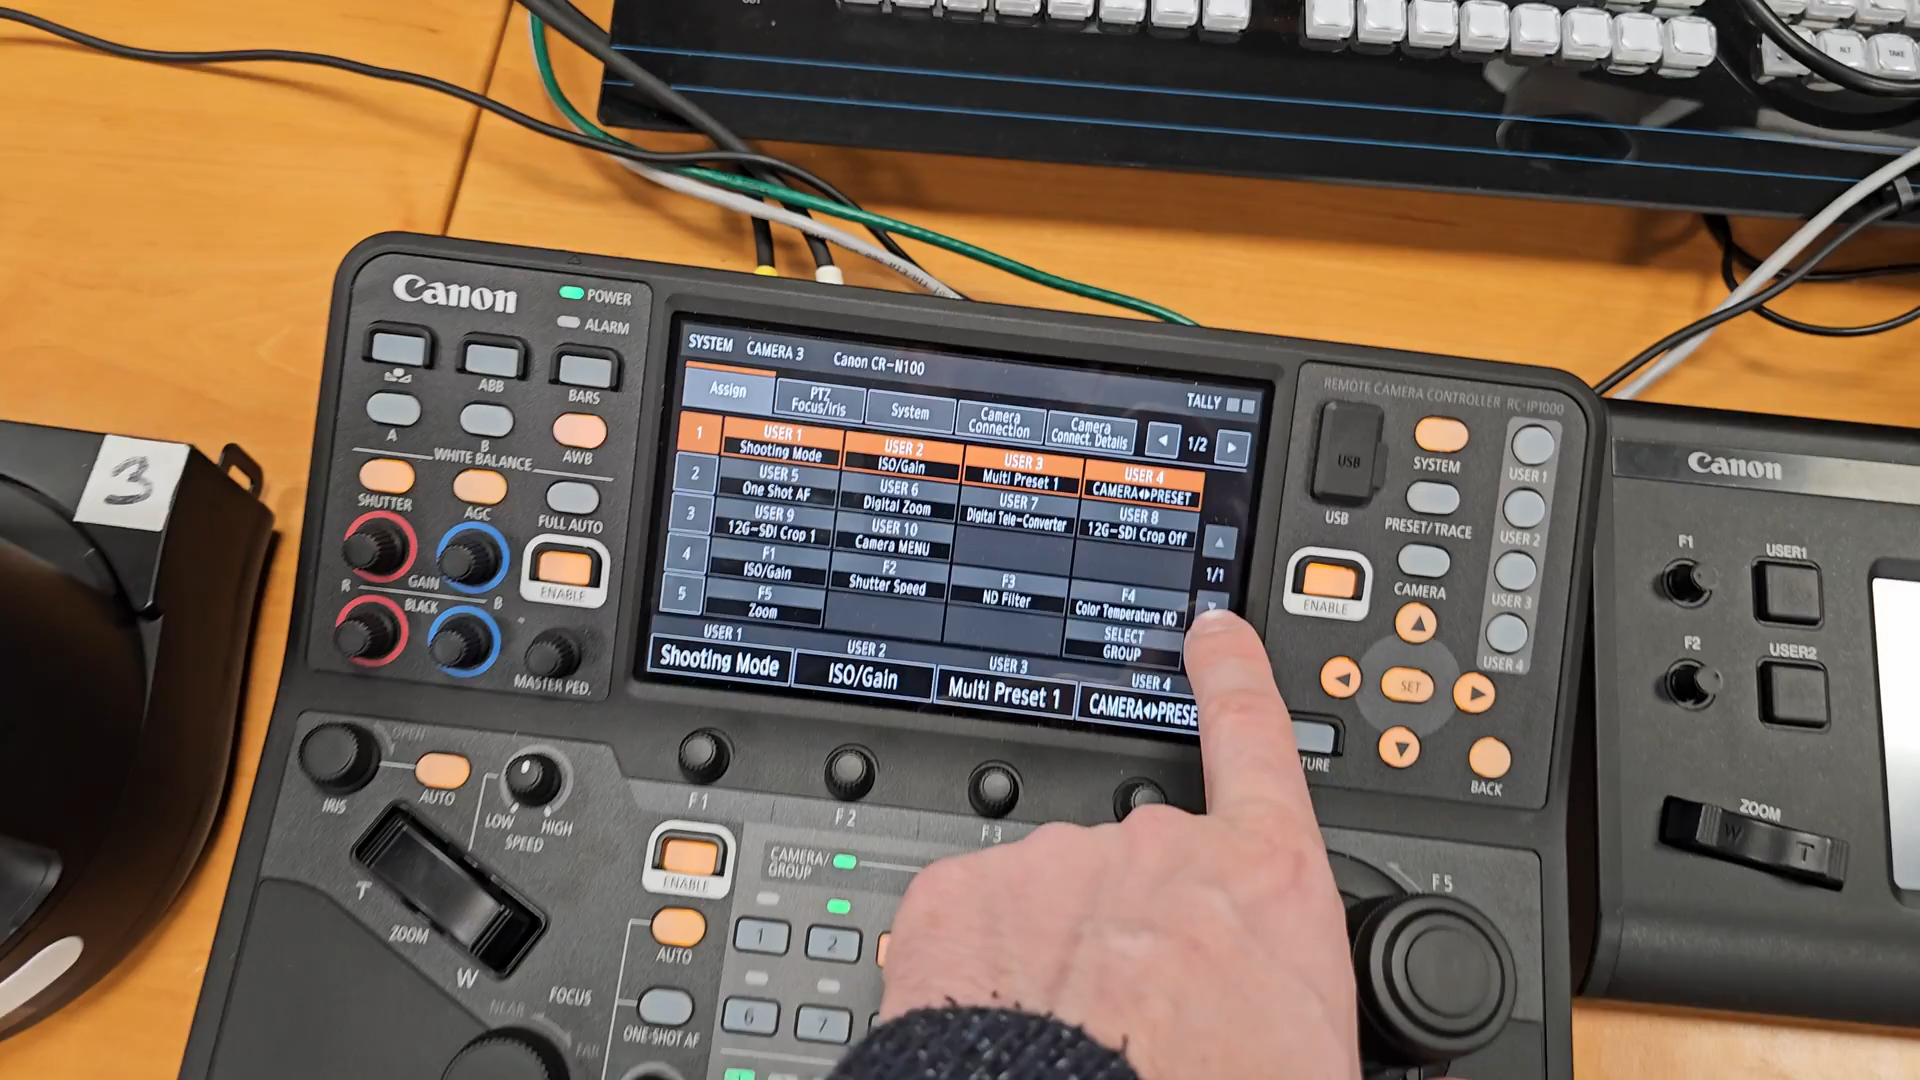 OUT
ALT
TAKE
Canon
POWER
ALARM
ABB
BARS
A
B
AWB
WHITE BALANCE
SHUTTER
AGC
FULL AUTO
R
GAIN
B
BLACK
ENABLE
MASTER PED.
SYSTEM CAMERA 3 Canon CR-N100
TALLY
Assign
PTZ
Focus/Iris
System
Camera
Connection
Camera
Connect. Details
1/2
1
USER 1
Shooting Mode
USER 2
ISO/Gain
USER 3
Multi Preset 1
USER 4
CAMERA◂▸PRESET
2
USER 5
One Shot AF
USER 6
Digital Zoom
USER 7
Digital Tele-Converter
USER 8
12G-SDI Crop Off
3
USER 9
12G-SDI Crop 1
USER 10
Camera MENU
4
F1
ISO/Gain
F2
Shutter Speed
F3
ND Filter
F4
Color Temperature (K)
1/1
5
F5
Zoom
SELECT
GROUP
USER 1
Shooting Mode
USER 2
ISO/Gain
USER 3
Multi Preset 1
USER 4
CAMERA◂▸PRESE
REMOTE CAMERA CONTROLLER RC-IP1000
USB
USB
SYSTEM
PRESET/TRACE
CAMERA
ENABLE
USER 1
USER 2
USER 3
USER 4
SET
BACK
TURE
3
OPEN
IRIS
AUTO
LOW
HIGH
SPEED
T
ZOOM
W
F1
F2
F3
F5
ENABLE
CAMERA/
GROUP
AUTO
1
2
6
7
NEAR
FOCUS
FAR
ONE-SHOT AF
Canon
F1
USER1
F2
USER2
ZOOM
W
T